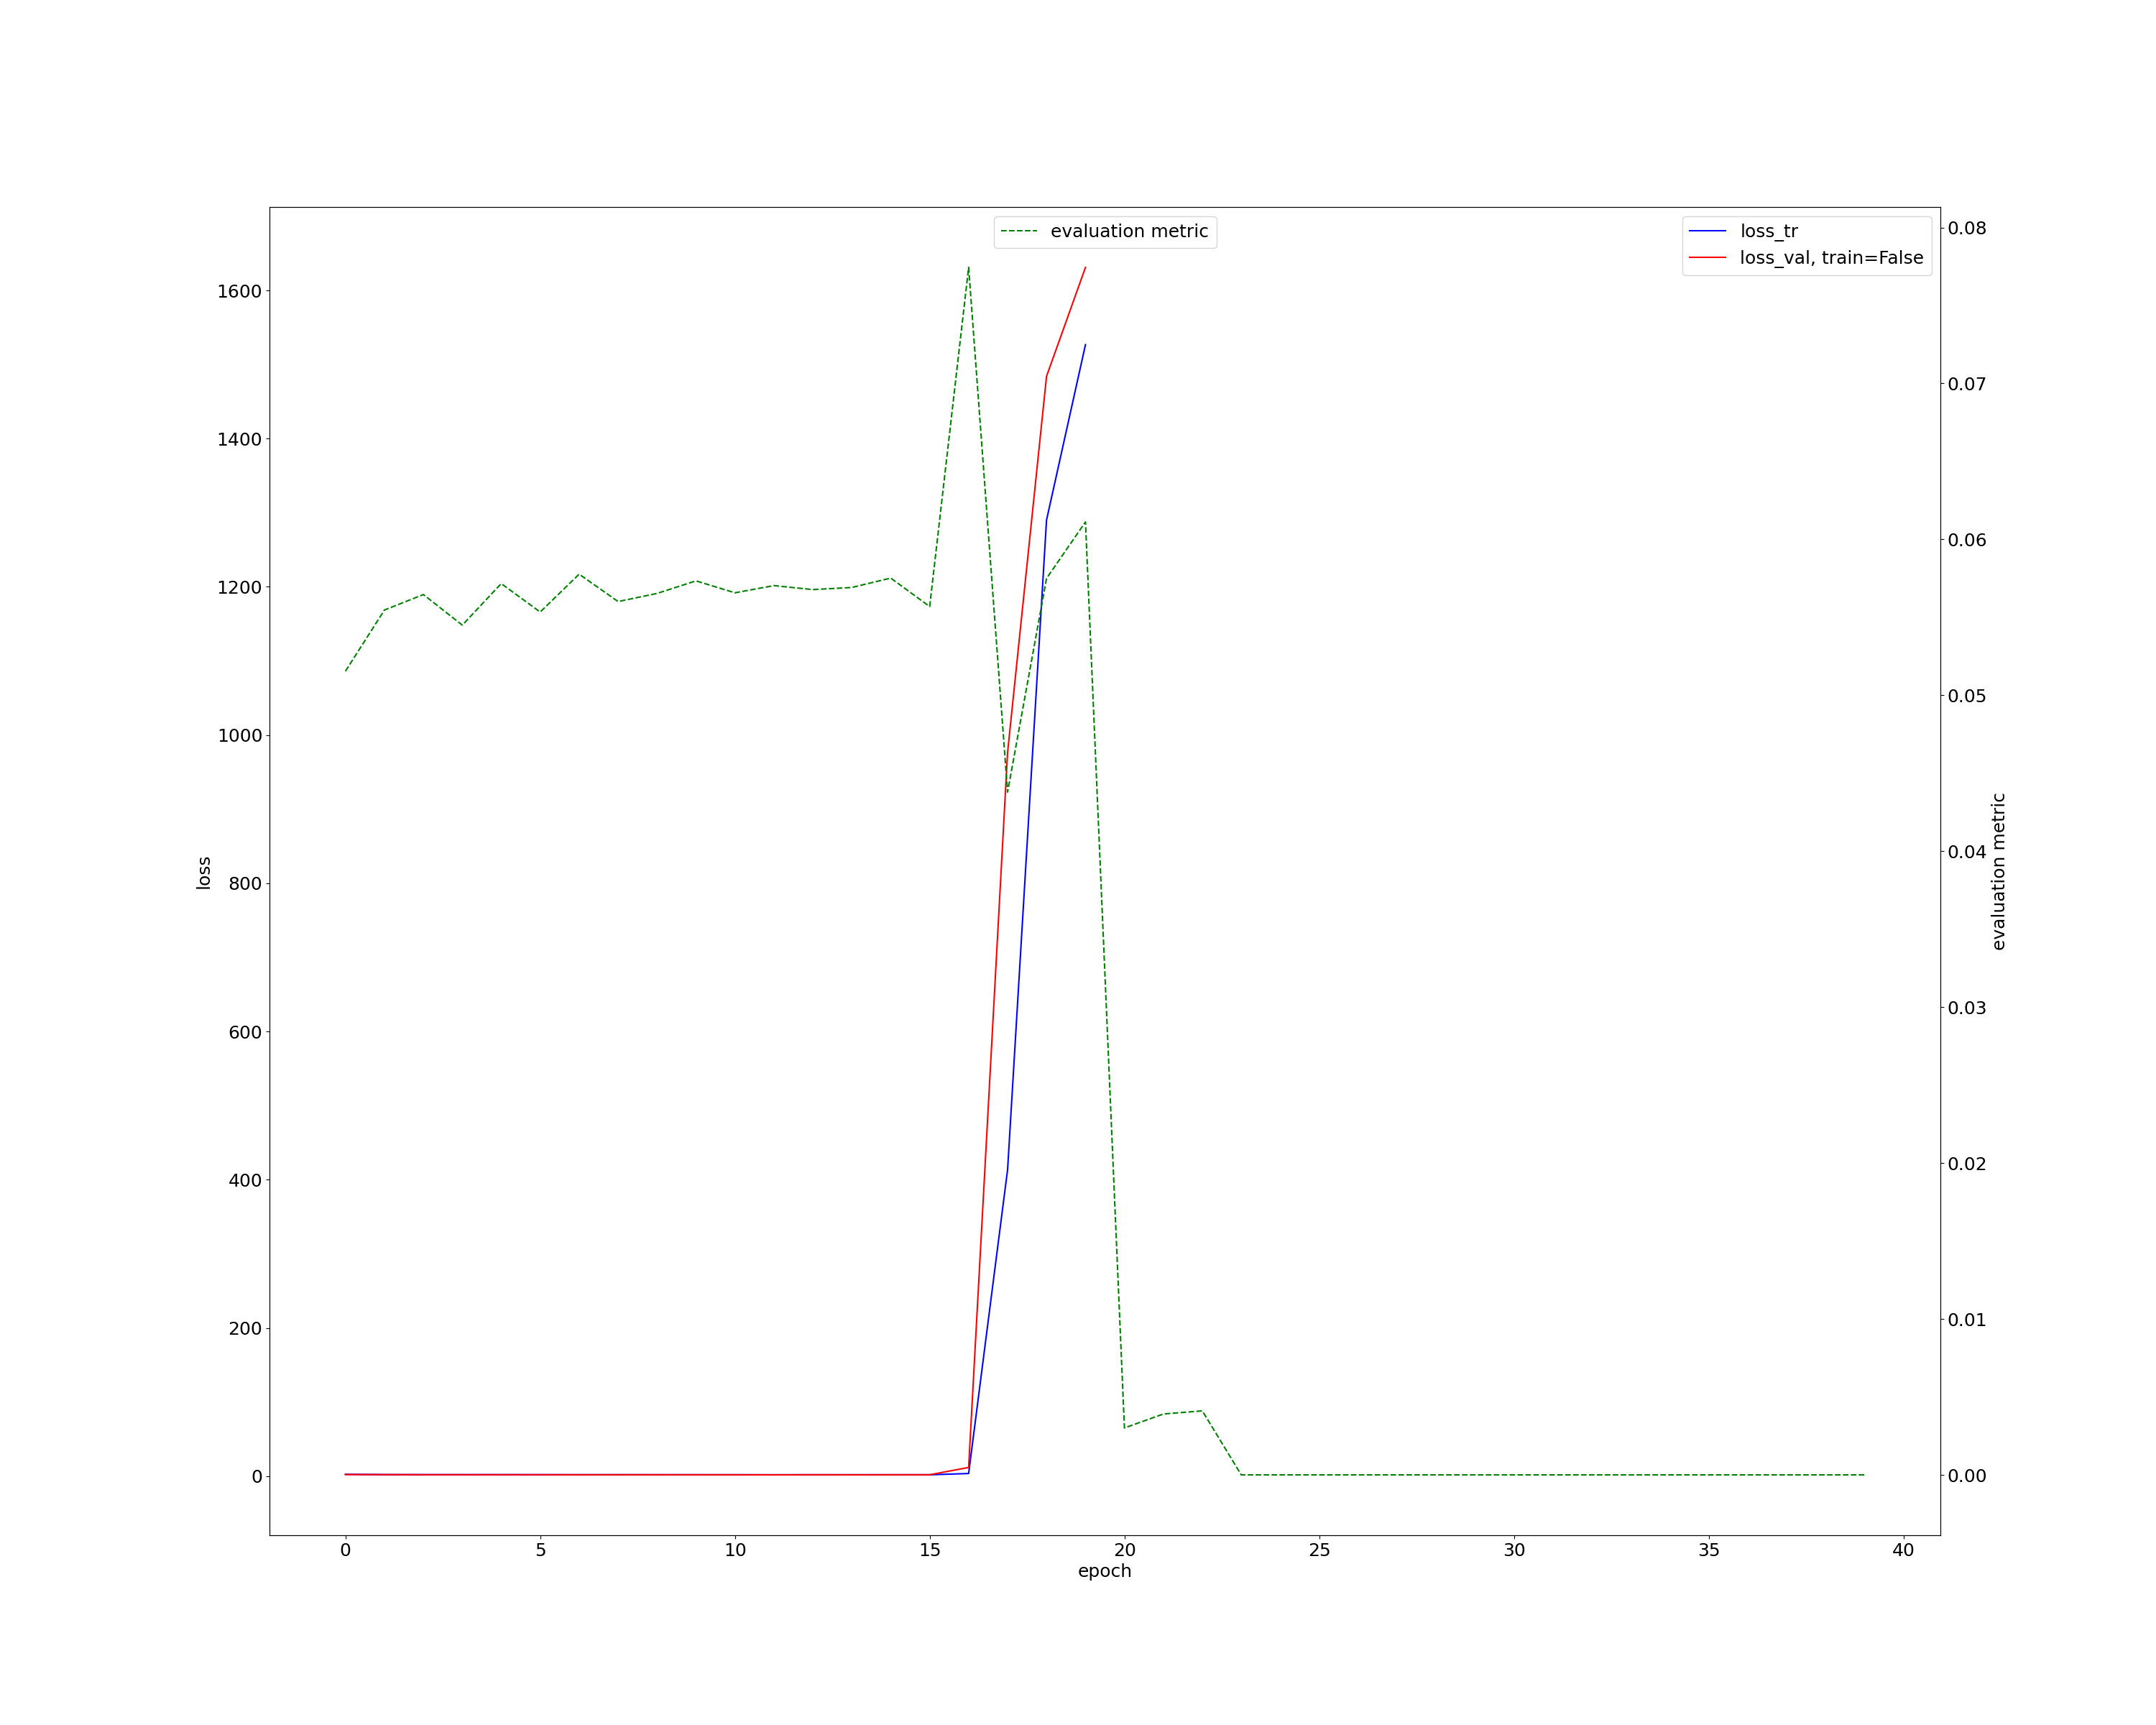 evaluation metric
loss_tr
loss_val, train=False
0.08
1600
0.07
1400
0.06
1200
0.05
1000
evaluation metric
0.04
loss
800
0.03
600
0.02
400
0.01
200
0.00
0
0 5 10 15 20 25 30 35 40
epoch